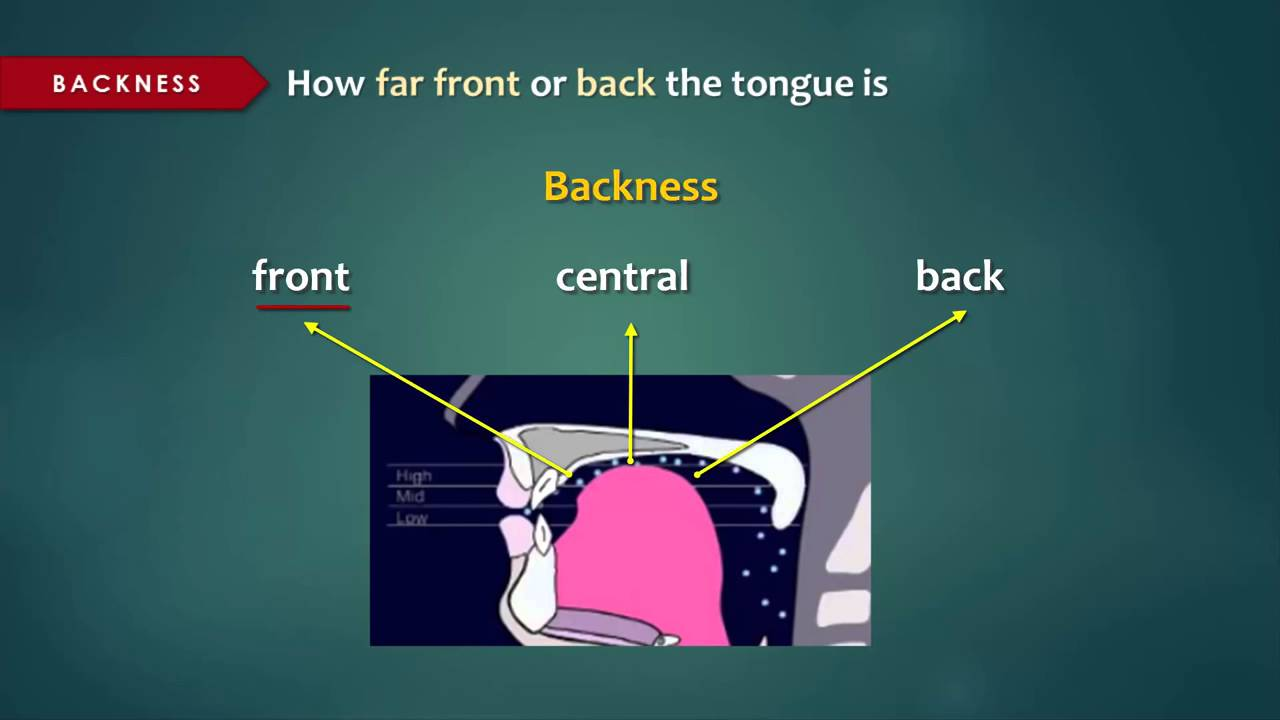 BACKNESS
How far front or back the tongue is
Backness
front central back
High
Mid
Low